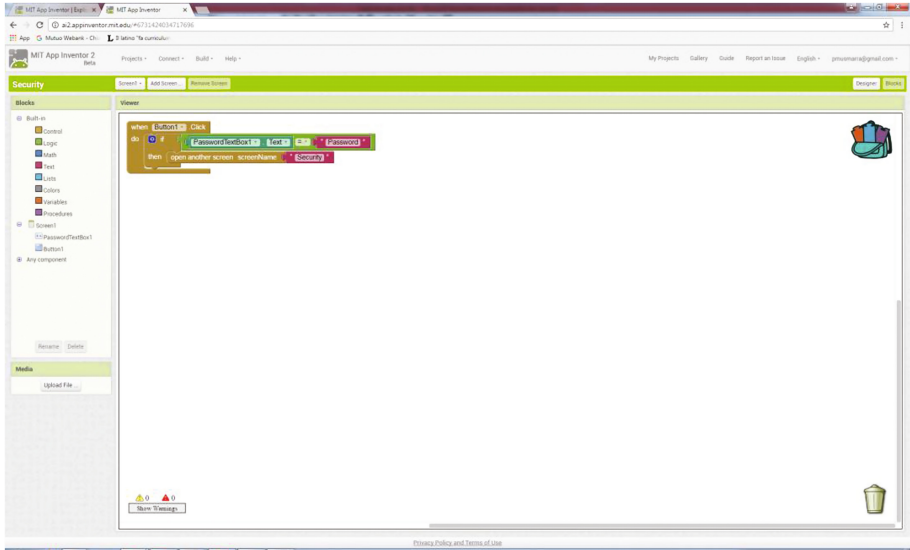 MIT App Inventor | Explo x
MIT App Inventor x
ai2.appinventor.mit.edu/#6731424034717696
App
Mutuo Webank - Ch
Il latino "fa curriculum
MIT App Inventor 2
Beta
Projects Connect Build Help
My Projects Gallery Guide Report an Issue English
Security
Screen1 Add Screen ... Remove Screen
Designer Blocks
Blocks
Viewer
Built-in
Control
Logic
Math
Text
Lists
Colors
Variables
Procedures
Screen1
PasswordTextBox1
Button1
Any component
Rename Delete
Media
Upload File ...
when Button1 .Click
do if PasswordTextBox1 . Text = " Password "
then open another screen screenName " Security "
0 0
Show Warnings
Privacy Policy and Terms of Use